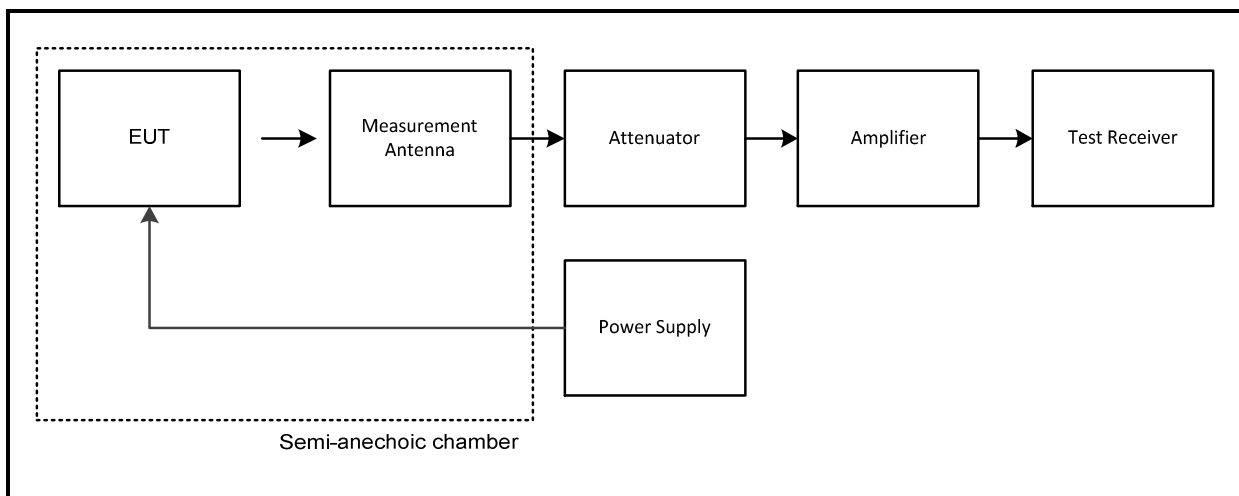 EUT
Measurement
Antenna
Attenuator
Amplifier
Test Receiver
Power Supply
Semi-anechoic chamber